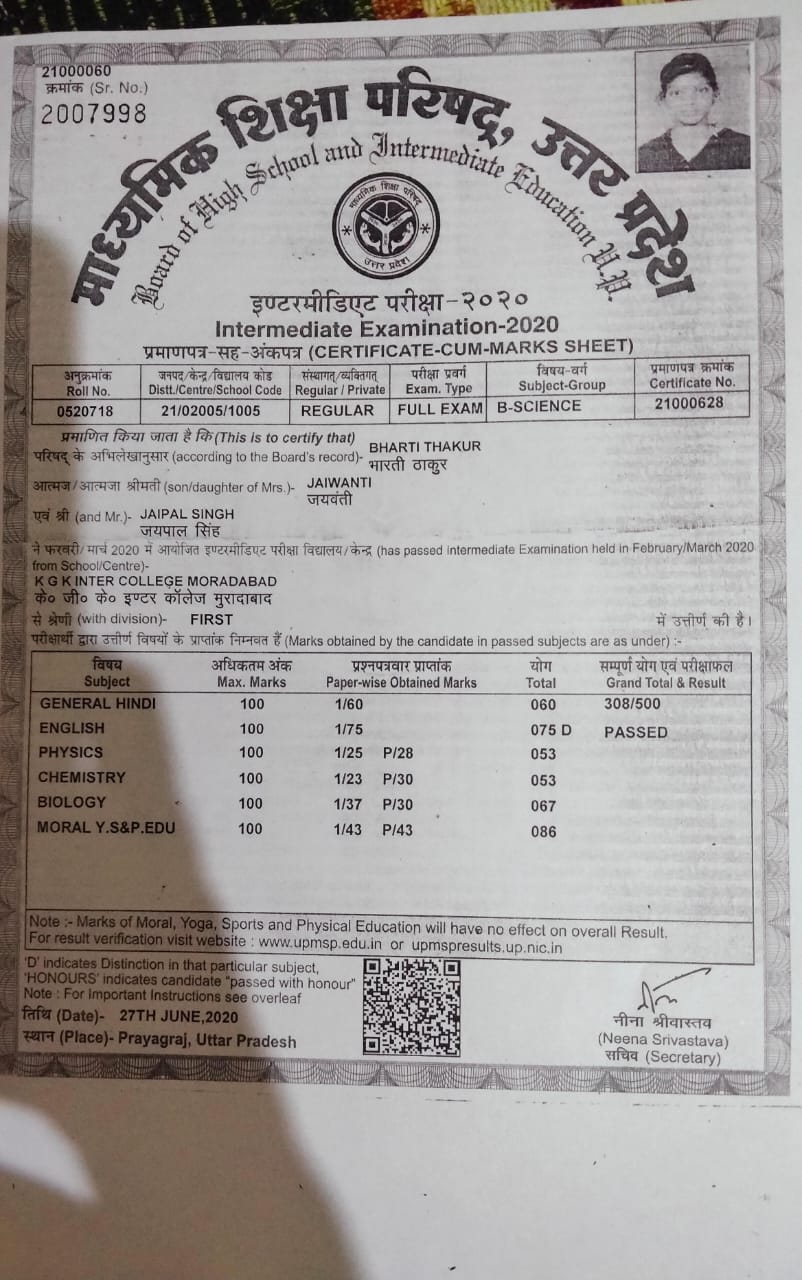 21000060
क्रमांक (Sr. No.)
2007998
माध्यमिक शिक्षा परिषद्, उत्तर प्रदेश
Board of High School and Intermediate Education U.P.
माध्यमिक शिक्षा परिषद
उत्तर प्रदेश
इण्टरमीडिएट परीक्षा-२०२०
Intermediate Examination-2020
प्रमाणपत्र-सह-अंकपत्र (CERTIFICATE-CUM-MARKS SHEET)
अनुक्रमांक जनपद/केन्द्र/विद्यालय कोड संस्थागत/व्यक्तिगत परीक्षा प्रवर्ग विषय-वर्ग प्रमाणपत्र क्रमांक
Roll No. Distt./Centre/School Code Regular / Private Exam. Type Subject-Group Certificate No.
0520718 21/02005/1005 REGULAR FULL EXAM B-SCIENCE 21000628
प्रमाणित किया जाता है कि (This is to certify that)
परिषद् के अभिलेखानुसार (according to the Board's record)- BHARTI THAKUR
भारती ठाकुर
आत्मज/आत्मजा श्रीमती (son/daughter of Mrs.)- JAIWANTI
जयवंती
एवं श्री (and Mr.)- JAIPAL SINGH
जयपाल सिंह
ने फरवरी/मार्च 2020 में आयोजित इण्टरमीडिएट परीक्षा विद्यालय/केन्द्र (has passed intermediate Examination held in February/March 2020
from School/Centre)-
K G K INTER COLLEGE MORADABAD
के० जी० के० इण्टर कॉलेज मुरादाबाद
से श्रेणी (with division)- FIRST में उत्तीर्ण की है।
परीक्षार्थी द्वारा उत्तीर्ण विषयों के प्राप्तांक निम्नवत हैं (Marks obtained by the candidate in passed subjects are as under) :-
विषय अधिकतम अंक प्रश्नपत्रवार प्राप्तांक योग सम्पूर्ण योग एवं परीक्षाफल
Subject Max. Marks Paper-wise Obtained Marks Total Grand Total & Result
GENERAL HINDI 100 1/60 060 308/500
ENGLISH 100 1/75 075 D PASSED
PHYSICS 100 1/25 P/28 053
CHEMISTRY 100 1/23 P/30 053
BIOLOGY 100 1/37 P/30 067
MORAL Y.S&P.EDU 100 1/43 P/43 086
Note :- Marks of Moral, Yoga, Sports and Physical Education will have no effect on overall Result.
For result verification visit website : www.upmsp.edu.in or upmspresults.up.nic.in
'D' indicates Distinction in that particular subject,
'HONOURS' indicates candidate "passed with honour"
Note : For Important Instructions see overleaf
तिथि (Date)- 27TH JUNE,2020
स्थान (Place)- Prayagraj, Uttar Pradesh
नीना श्रीवास्तव
(Neena Srivastava)
सचिव (Secretary)